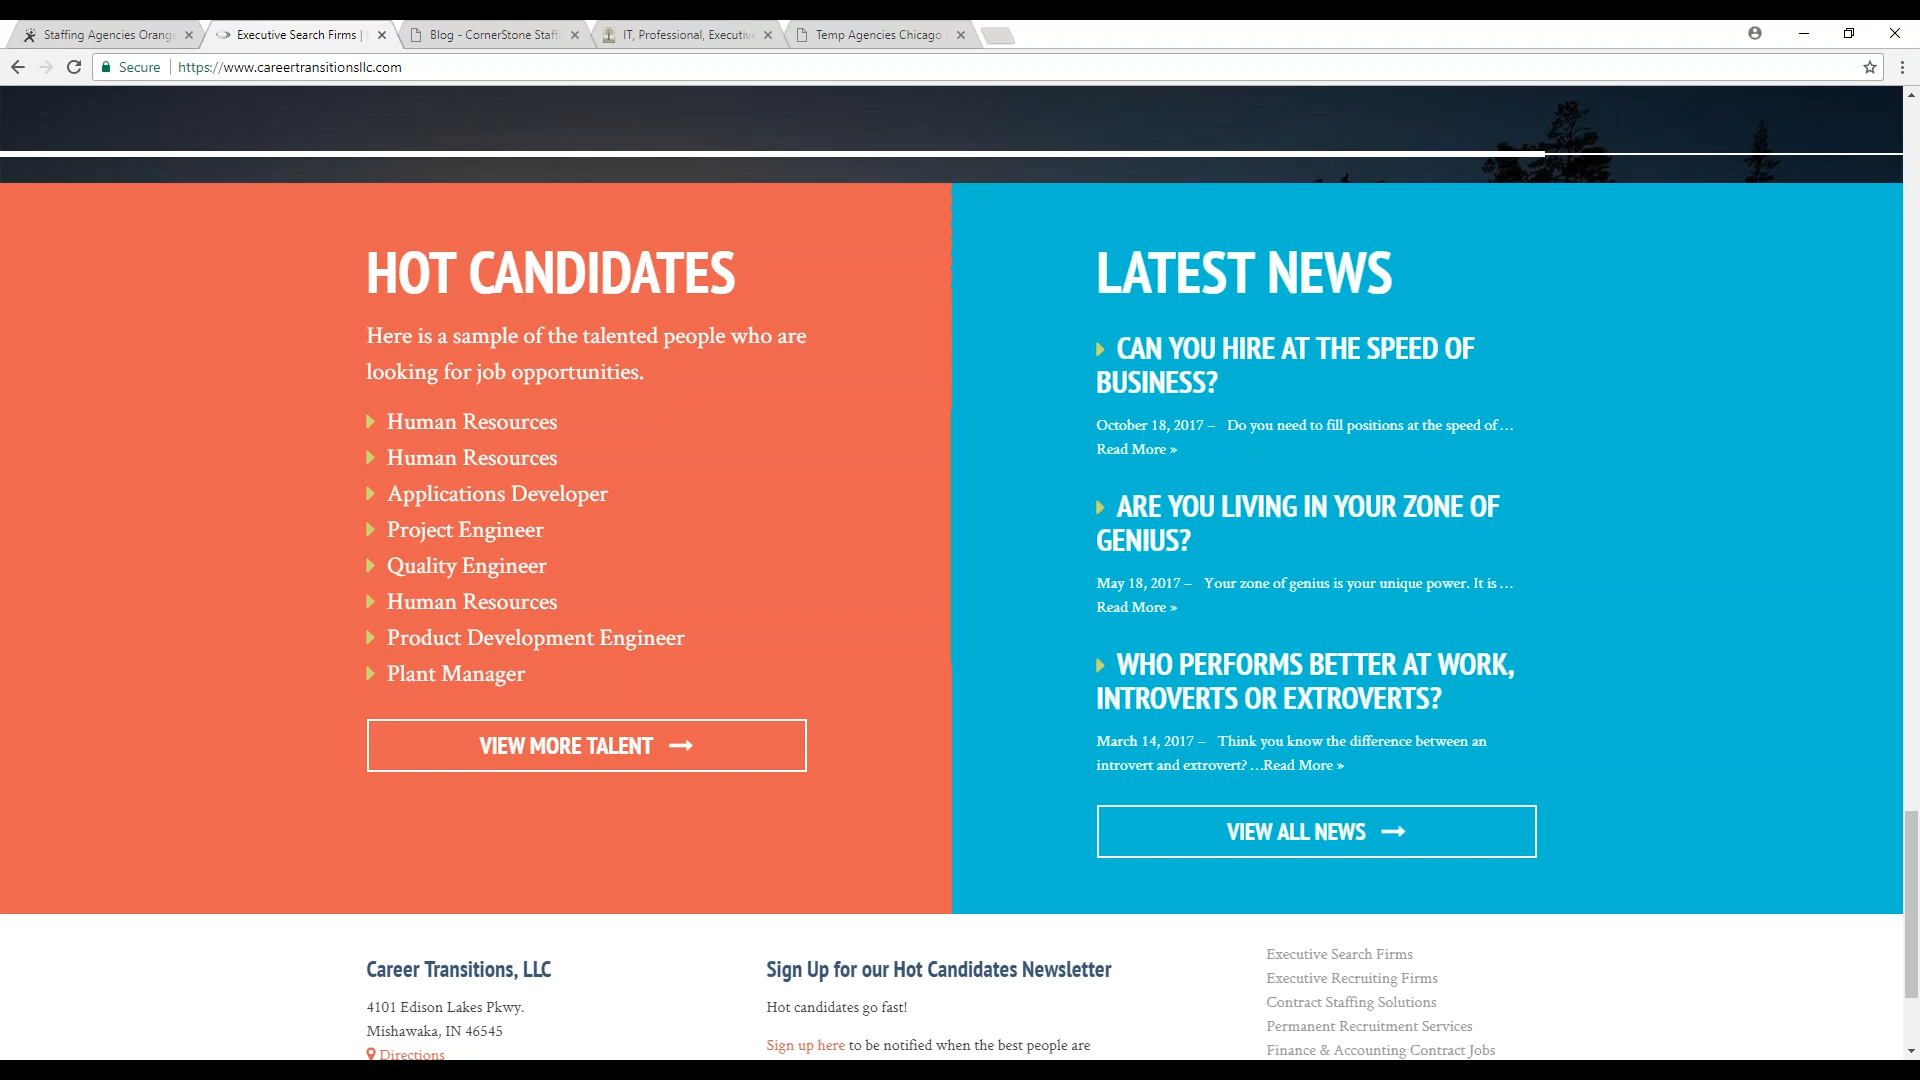 Staffing Agencies Orang
Executive Search Firms |
Blog - CornerStone Staffi
IT, Professional, Executiv
Temp Agencies Chicago
Secure
https://www.careertransitionsllc.com
HOT CANDIDATES
Here is a sample of the talented people who are
looking for job opportunities.
Human Resources
Human Resources
Applications Developer
Project Engineer
Quality Engineer
Human Resources
Product Development Engineer
Plant Manager
VIEW MORE TALENT
LATEST NEWS
CAN YOU HIRE AT THE SPEED OF
BUSINESS?
October 18, 2017 – Do you need to fill positions at the speed of ...
Read More »
ARE YOU LIVING IN YOUR ZONE OF
GENIUS?
May 18, 2017 – Your zone of genius is your unique power. It is ...
Read More »
WHO PERFORMS BETTER AT WORK,
INTROVERTS OR EXTROVERTS?
March 14, 2017 – Think you know the difference between an
introvert and extrovert? ...Read More »
VIEW ALL NEWS
Career Transitions, LLC
4101 Edison Lakes Pkwy.
Mishawaka, IN 46545
Directions
Sign Up for our Hot Candidates Newsletter
Hot candidates go fast!
Sign up here to be notified when the best people are
Executive Search Firms
Executive Recruiting Firms
Contract Staffing Solutions
Permanent Recruitment Services
Finance & Accounting Contract Jobs